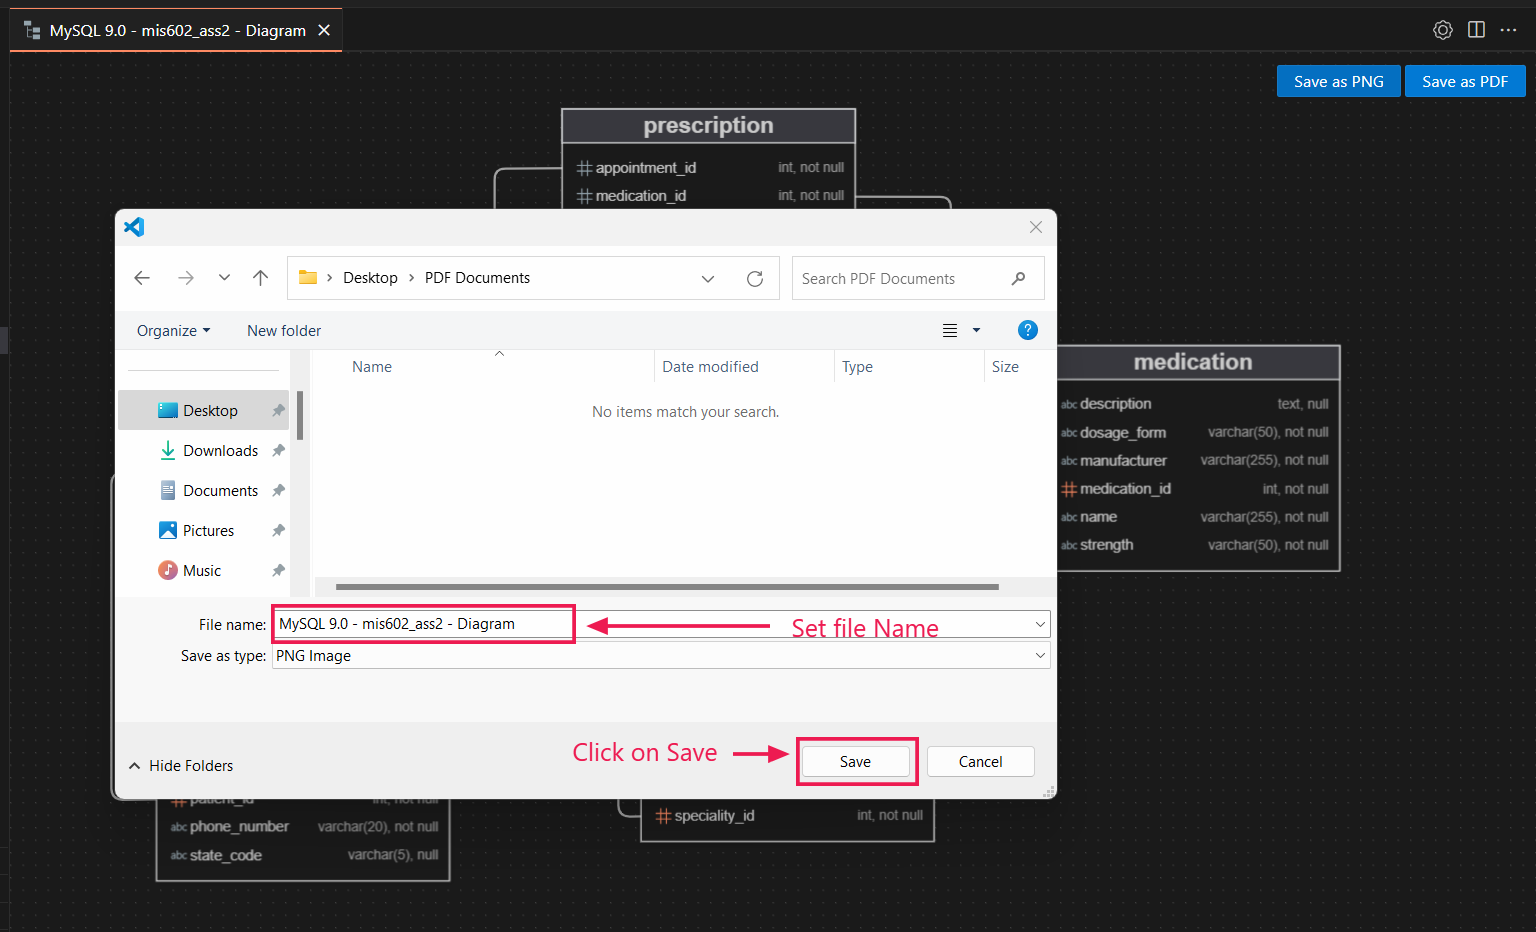 MySQL 9.0 - mis602_ass2 - Diagram
Save as PNG
Save as PDF
prescription
appointment_id int, not null
medication_id int, not null
Desktop > PDF Documents
Search PDF Documents
Organize
New folder
?
Name
Date modified
Type
Size
No items match your search.
Desktop
Downloads
Documents
Pictures
Music
File name: MySQL 9.0 - mis602_ass2 - Diagram
Set file Name
Save as type: PNG Image
Click on Save
Save
Cancel
Hide Folders
medication
abc description text, null
abc dosage_form varchar(50), not null
abc manufacturer varchar(255), not null
medication_id int, not null
abc name varchar(255), not null
abc strength varchar(50), not null
patient_id int, not null
abc phone_number varchar(20), not null
abc state_code varchar(5), null
speciality_id int, not null